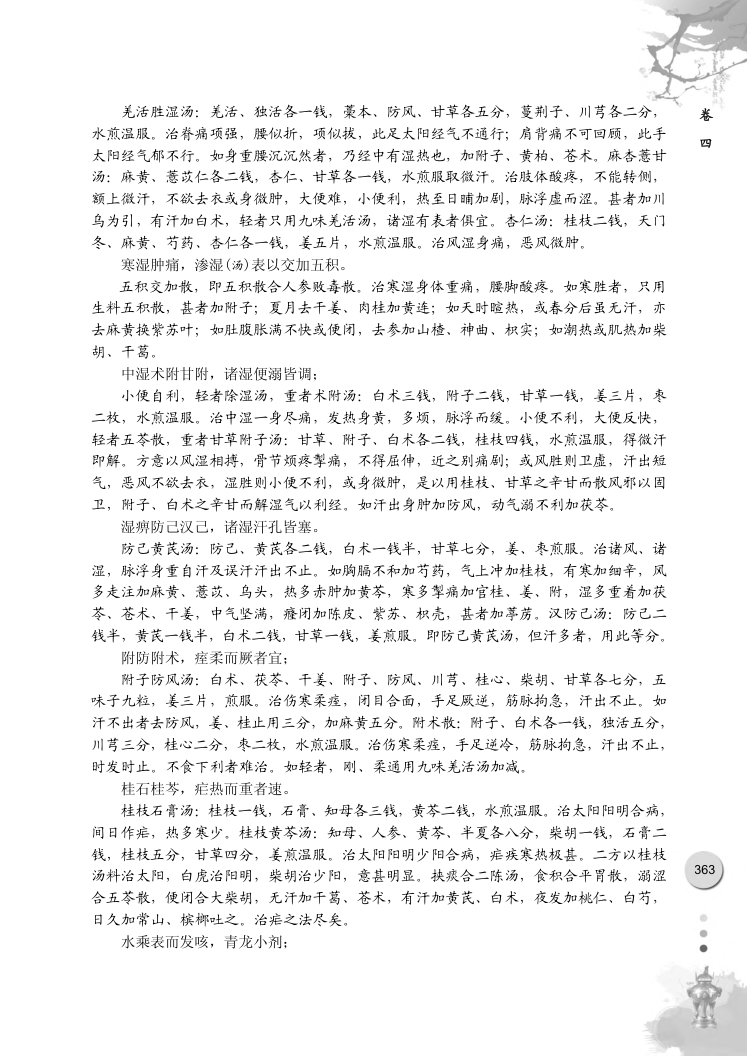 羌活胜湿汤：羌活、独活各一钱，藁本、防风、甘草各五分，蔓荆子、川芎各二分，
水煎温服。治脊痛项强，腰似折，项似拔，此足太阳经气不通行；肩背痛不可回顾，此手
太阳经气郁不行。如身重腰沉沉然者，乃经中有湿热也，加附子、黄柏、苍术。麻杏薏甘
汤：麻黄、薏苡仁各二钱，杏仁、甘草各一钱，水煎服取微汗。治肢体酸疼，不能转侧，
额上微汗，不欲去衣或身微肿，大便难，小便利，热至日晡加剧，脉浮虚而涩。甚者加川
乌为引，有汗加白术，轻者只用九味羌活汤，诸湿有表者俱宜。杏仁汤：桂枝二钱，天门
冬、麻黄、芍药、杏仁各一钱，姜五片，水煎温服。治风湿身痛，恶风微肿。
寒湿肿痛，渗湿(汤)表以交加五积。
五积交加散，即五积散合人参败毒散。治寒湿身体重痛，腰脚酸疼。如寒胜者，只用
生料五积散，甚者加附子；夏月去干姜、肉桂加黄连；如天时暄热，或春分后虽无汗，亦
去麻黄换紫苏叶；如肚腹胀满不快或便闭，去参加山楂、神曲、枳实；如潮热或肌热加柴
胡、干葛。
中湿术附甘附，诸湿便溺皆调；
小便自利，轻者除湿汤，重者术附汤：白术三钱，附子二钱，甘草一钱，姜三片，枣
二枚，水煎温服。治中湿一身尽痛，发热身黄，多烦，脉浮而缓。小便不利，大便反快，
轻者五苓散，重者甘草附子汤：甘草、附子、白术各二钱，桂枝四钱，水煎温服，得微汗
即解。方意以风湿相搏，骨节烦疼掣痛，不得屈伸，近之别痛剧；或风胜则卫虚，汗出短
气，恶风不欲去衣，湿胜则小便不利，或身微肿，是以用桂枝、甘草之辛甘而散风邪以固
卫，附子、白术之辛甘而解湿气以利经。如汗出身肿加防风，动气溺不利加茯苓。
湿痹防己汉己，诸湿汗孔皆塞。
防己黄芪汤：防己、黄芪各二钱，白术一钱半，甘草七分，姜、枣煎服。治诸风、诸
湿，脉浮身重自汗及误汗汗出不止。如胸膈不和加芍药，气上冲加桂枝，有寒加细辛，风
多走注加麻黄、薏苡、乌头，热多赤肿加黄芩，寒多掣痛加官桂、姜、附，湿多重着加茯
苓、苍术、干姜，中气坚满，癃闭加陈皮、紫苏、枳壳，甚者加葶苈。汉防己汤：防己二
钱半，黄芪一钱半，白术二钱，甘草一钱，姜煎服。即防己黄芪汤，但汗多者，用此等分。
附防附术，痓柔而厥者宜；
附子防风汤：白术、茯苓、干姜、附子、防风、川芎、桂心、柴胡、甘草各七分，五
味子九粒，姜三片，煎服。治伤寒柔痓，闭目合面，手足厥逆，筋脉拘急，汗出不止。如
汗不出者去防风，姜、桂止用三分，加麻黄五分。附术散：附子、白术各一钱，独活五分，
川芎三分，桂心二分，枣二枚，水煎温服。治伤寒柔痓，手足逆冷，筋脉拘急，汗出不止，
时发时止。不食下利者难治。如轻者，刚、柔通用九味羌活汤加减。
桂石桂芩，疟热而重者速。
桂枝石膏汤：桂枝一钱，石膏、知母各三钱，黄芩二钱，水煎温服。治太阳阳明合病，
间日作疟，热多寒少。桂枝黄芩汤：知母、人参、黄芩、半夏各八分，柴胡一钱，石膏二
钱，桂枝五分，甘草四分，姜煎温服。治太阳阳明少阳合病，疟疾寒热极甚。二方以桂枝
汤料治太阳，白虎治阳明，柴胡治少阳，意甚明显。挟痰合二陈汤，食积合平胃散，溺涩
合五苓散，便闭合大柴胡，无汗加干葛、苍术，有汗加黄芪、白术，夜发加桃仁、白芍，
日久加常山、槟榔吐之。治疟之法尽矣。
水乘表而发咳，青龙小剂；
卷
四
363